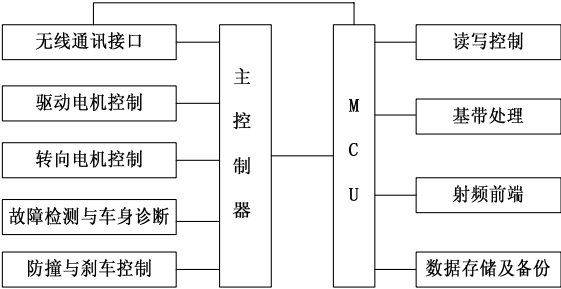 无线通讯接口
驱动电机控制
转向电机控制
故障检测与车身诊断
防撞与刹车控制
主控制器
MCU
读写控制
基带处理
射频前端
数据存储及备份